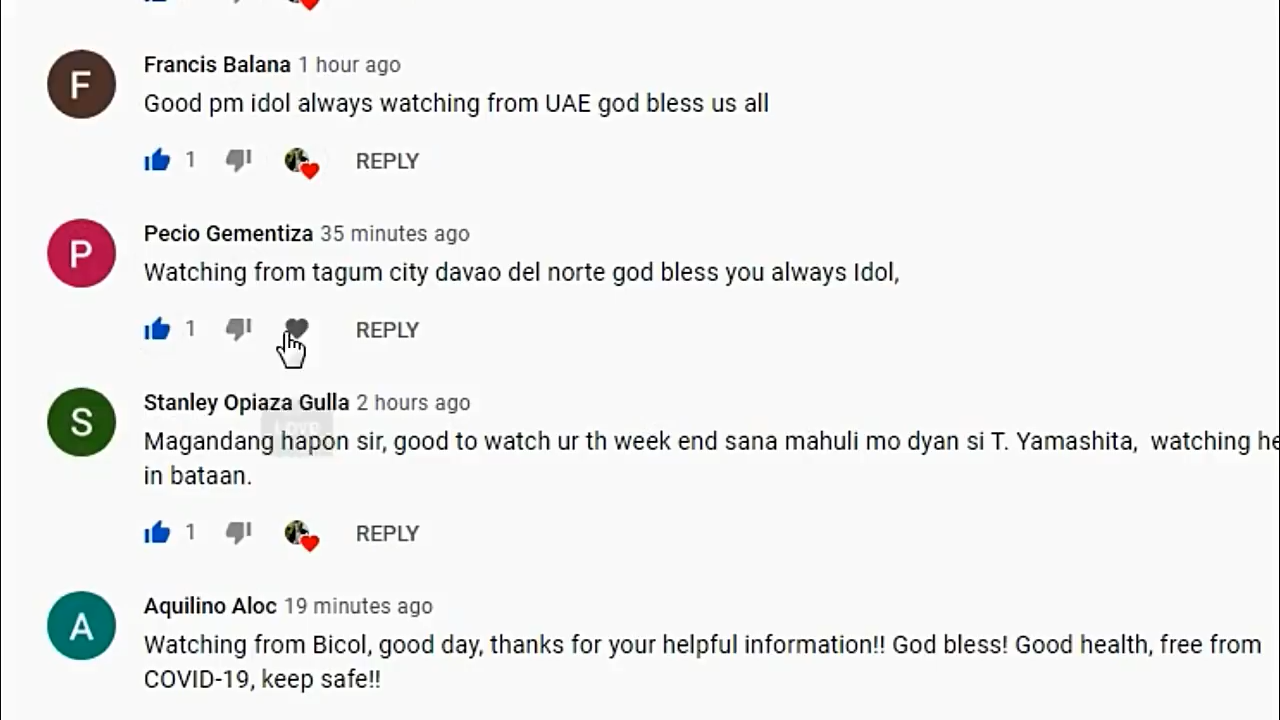 F
Francis Balana 1 hour ago
Good pm idol always watching from UAE god bless us all
1 REPLY
P
Pecio Gementiza 35 minutes ago
Watching from tagum city davao del norte god bless you always Idol,
1 REPLY
S
Stanley Opiaza Gulla 2 hours ago
Magandang hapon sir, good to watch ur th week end sana mahuli mo dyan si T. Yamashita, watching he
in bataan.
1 REPLY
A
Aquilino Aloc 19 minutes ago
Watching from Bicol, good day, thanks for your helpful information!! God bless! Good health, free from
COVID-19, keep safe!!